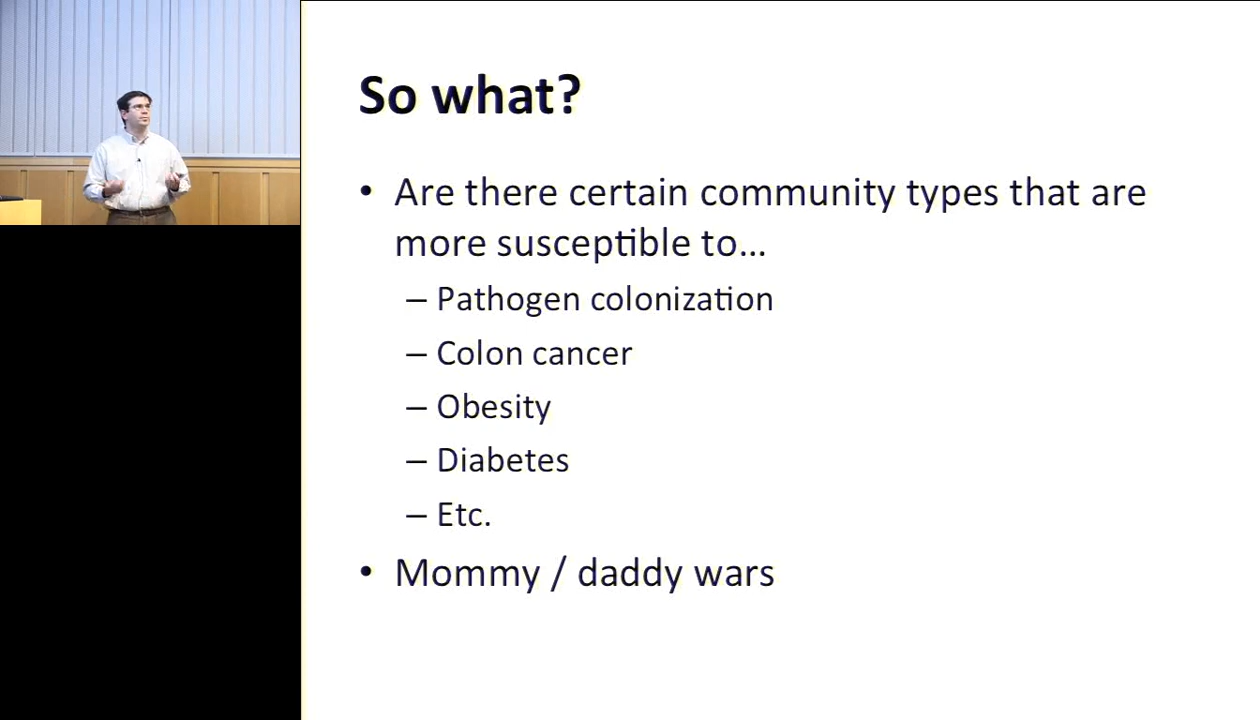 So what?
• Are there certain community types that are
more susceptible to…
– Pathogen colonization
– Colon cancer
– Obesity
– Diabetes
– Etc.
• Mommy / daddy wars